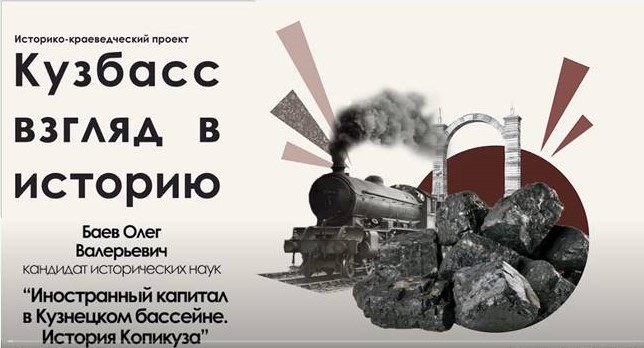 Историко-краеведческий проект
Кузбасс
взгляд в
историю
Баев Олег
Валерьевич
кандидат исторических наук
“Иностранный капитал
в Кузнецком бассейне.
История Копикуза”